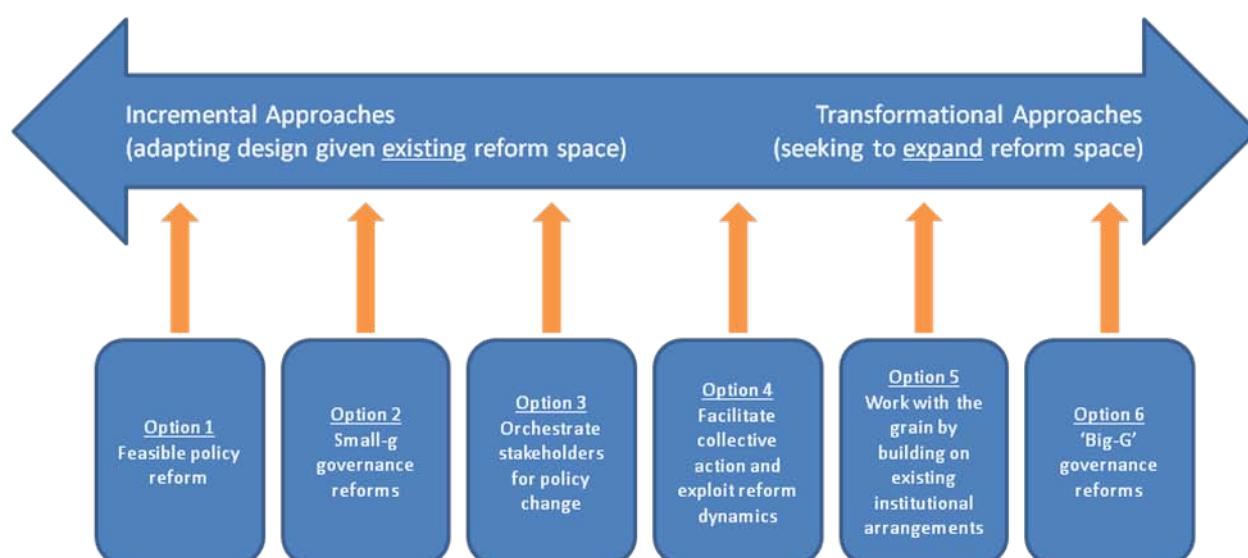 Incremental Approaches
(adapting design given existing reform space)
Transformational Approaches
(seeking to expand reform space)
Option 1
Feasible policy
reform
Option 2
Small-g
governance
reforms
Option 3
Orchestrate
stakeholders
for policy
change
Option 4
Facilitate
collective
action and
exploit reform
dynamics
Option 5
Work with the
grain by
building on
existing
institutional
arrangements
Option 6
‘Big-G’
governance
reforms